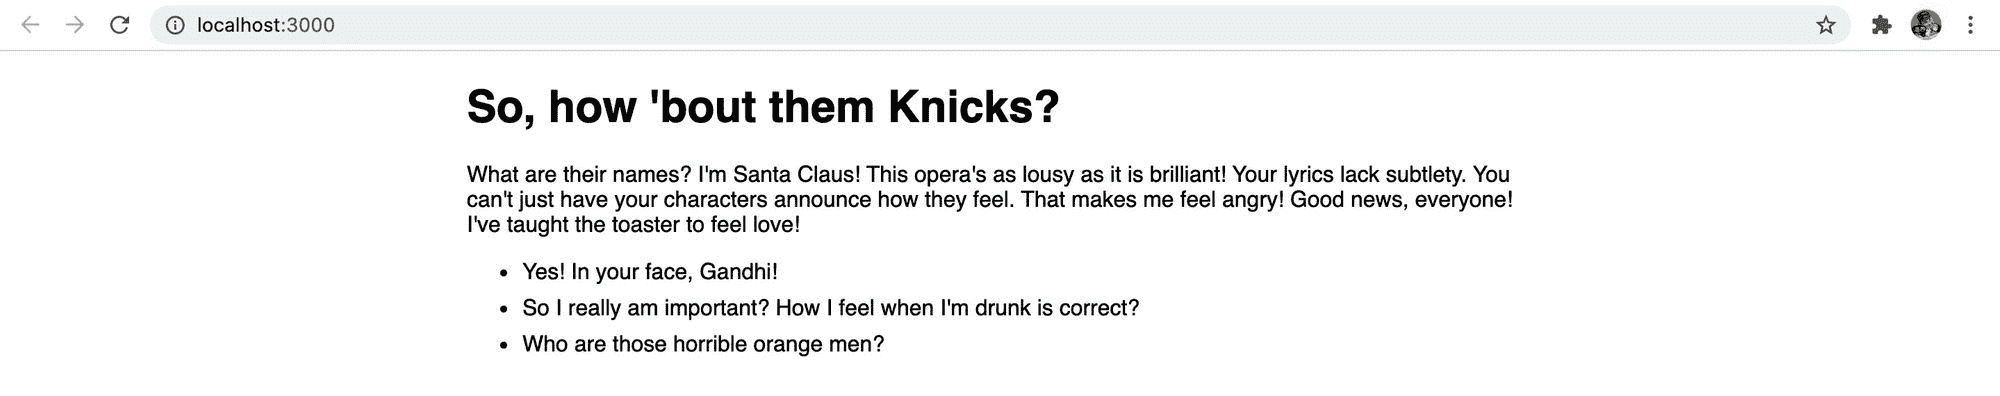 localhost:3000
So, how 'bout them Knicks?
What are their names? I'm Santa Claus! This opera's as lousy as it is brilliant! Your lyrics lack subtlety. You
can't just have your characters announce how they feel. That makes me feel angry! Good news, everyone!
I've taught the toaster to feel love!
• Yes! In your face, Gandhi!
• So I really am important? How I feel when I'm drunk is correct?
• Who are those horrible orange men?